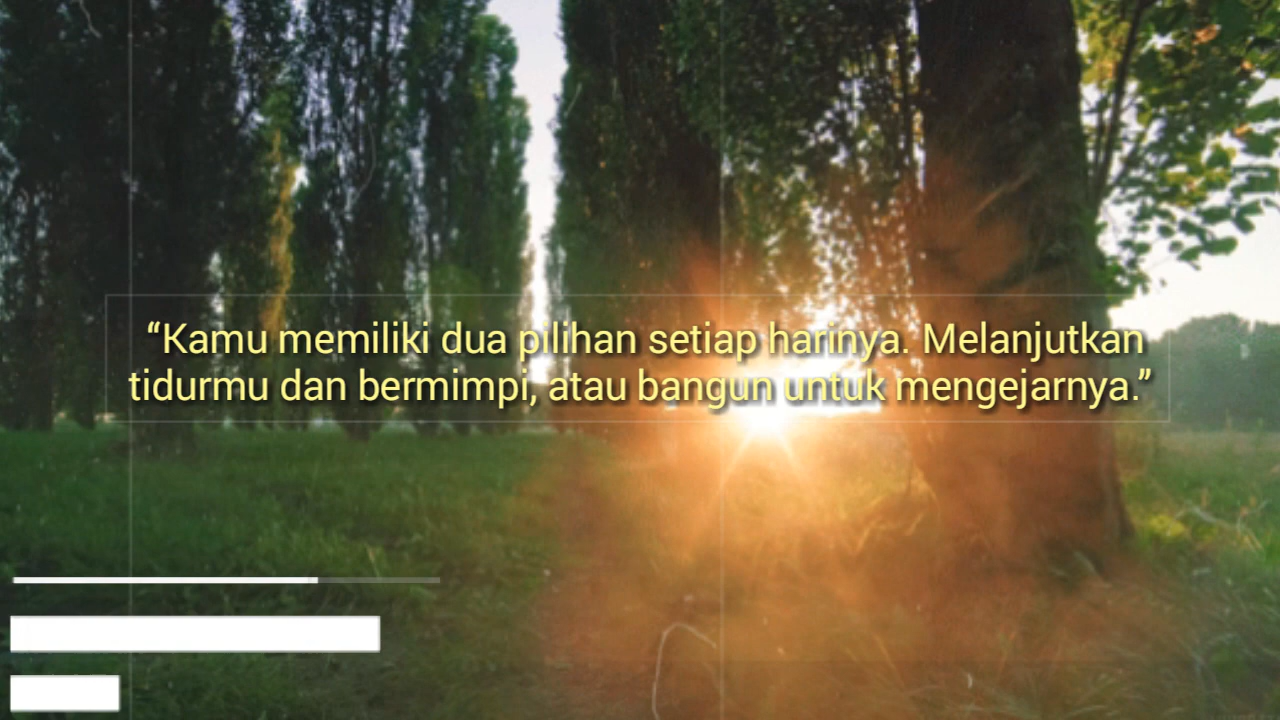 “Kamu memiliki dua pilihan setiap harinya. Melanjutkan
tidurmu dan bermimpi, atau bangun untuk mengejarnya.”